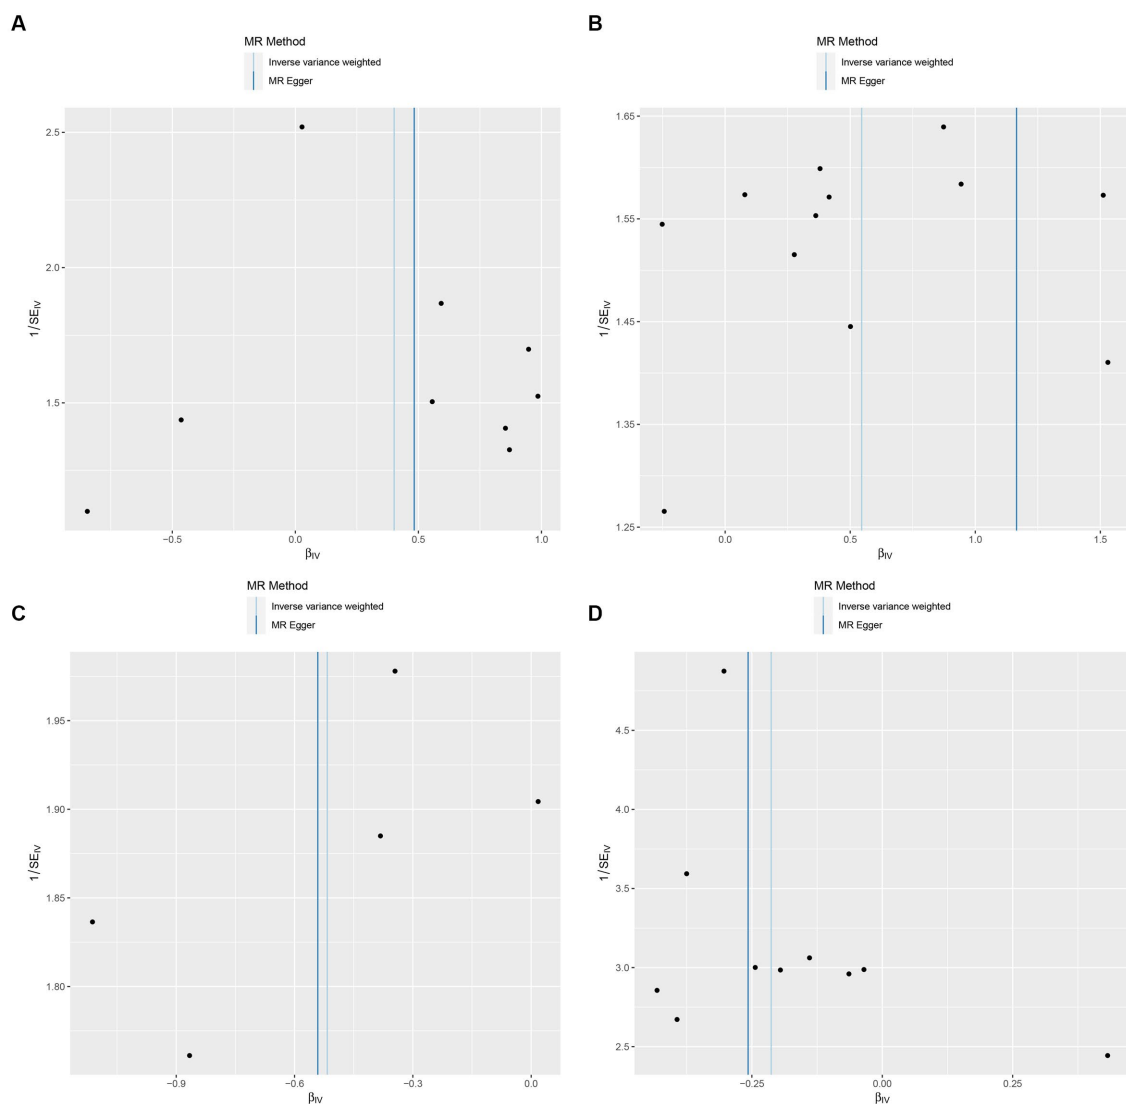 A
MR Method
Inverse variance weighted
MR Egger
2.5
2.0
1.5
1/SE_IV
−0.5 0.0 0.5 1.0
β_IV
B
MR Method
Inverse variance weighted
MR Egger
1.65
1.55
1.45
1.35
1.25
1/SE_IV
0.0 0.5 1.0 1.5
β_IV
C
MR Method
Inverse variance weighted
MR Egger
1.95
1.90
1.85
1.80
1/SE_IV
−0.9 −0.6 −0.3 0.0
β_IV
D
MR Method
Inverse variance weighted
MR Egger
4.5
4.0
3.5
3.0
2.5
1/SE_IV
−0.25 0.00 0.25
β_IV